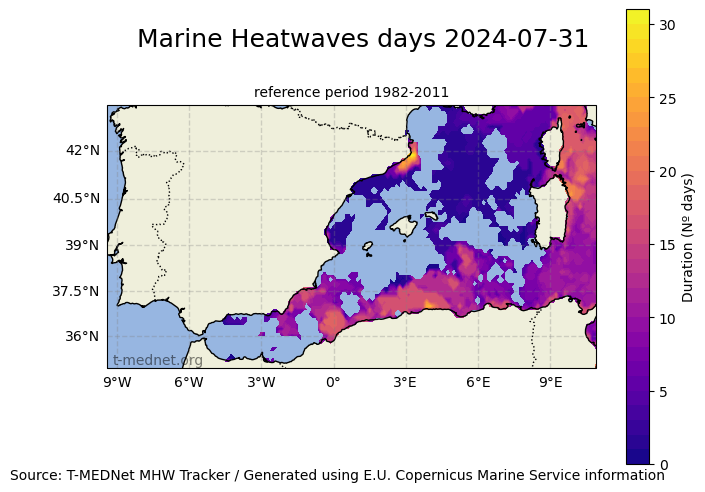 Marine Heatwaves days 2024-07-31
reference period 1982-2011
42°N
40.5°N
39°N
37.5°N
36°N
t-mednet.org
9°W 6°W 3°W 0° 3°E 6°E 9°E
30
25
20
15
10
5
0
Duration (Nº days)
Source: T-MEDNet MHW Tracker / Generated using E.U. Copernicus Marine Service information